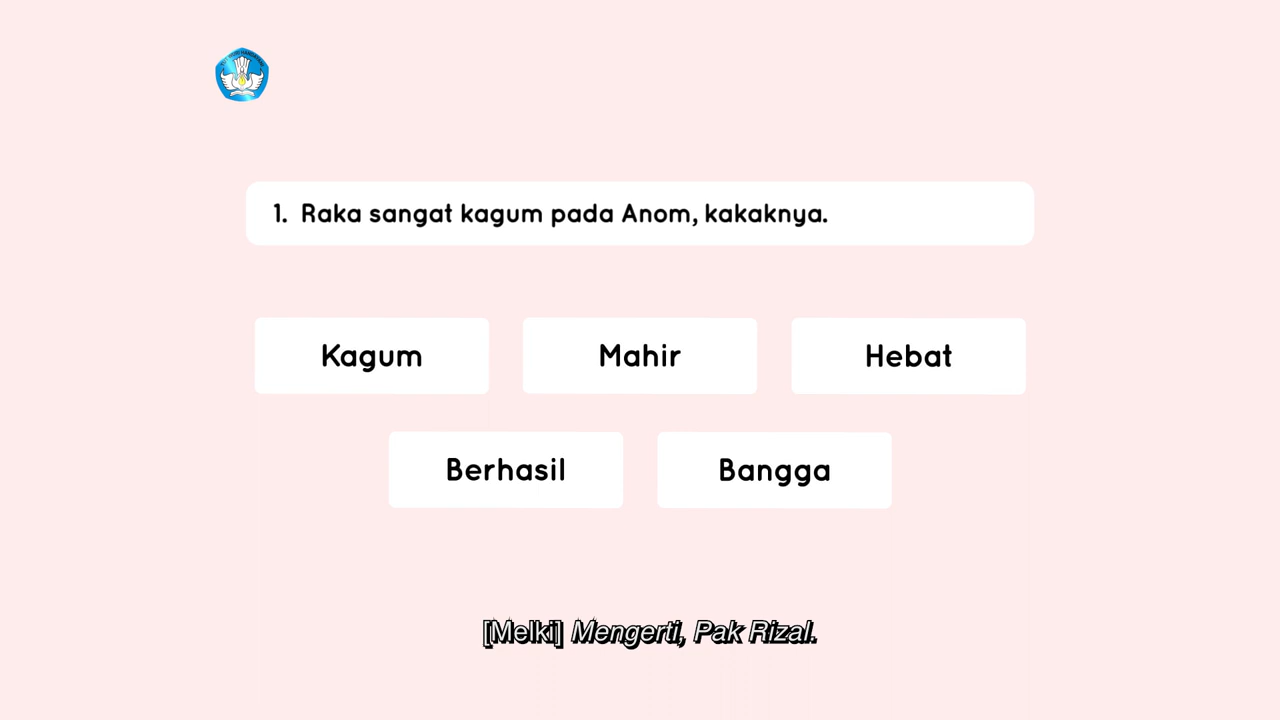 1. Raka sangat kagum pada Anom, kakaknya.
Kagum
Mahir
Hebat
Berhasil
Bangga
[Melki] Mengerti, Pak Rizal.